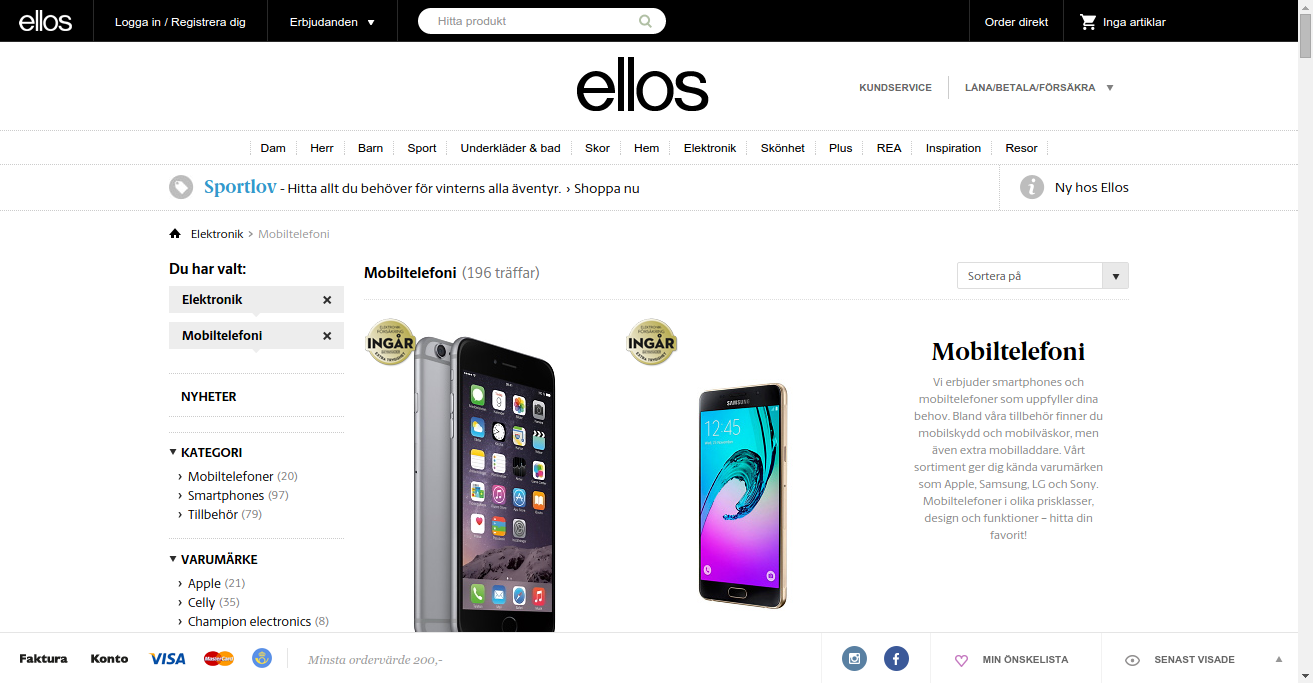 ellos
Logga in / Registrera dig
Erbjudanden ▼
Hitta produkt
Order direkt
Inga artiklar
ellos
KUNDSERVICE
LÅNA/BETALA/FÖRSÄKRA ▼
Dam Herr Barn Sport Underkläder & bad Skor Hem Elektronik Skönhet Plus REA Inspiration Resor
Sportlov - Hitta allt du behöver för vinterns alla äventyr. › Shoppa nu
Ny hos Ellos
Elektronik › Mobiltelefoni
Du har valt:
Elektronik ×
Mobiltelefoni ×
NYHETER
▼ KATEGORI
› Mobiltelefoner (20)
› Smartphones (97)
› Tillbehör (79)
▼ VARUMÄRKE
› Apple (21)
› Celly (35)
› Champion electronics (8)
Mobiltelefoni (196 träffar)
Sortera på ▼
INGÅR
INGÅR
SAMSUNG
12:45
Mobiltelefoni
Vi erbjuder smartphones och
mobiltelefoner som uppfyller dina
behov. Bland våra tillbehör finner du
mobilskydd och mobilväskor, men
även extra mobilladdare. Vårt
sortiment ger dig kända varumärken
som Apple, Samsung, LG och Sony.
Mobiltelefoner i olika prisklasser,
design och funktioner – hitta din
favorit!
Faktura Konto VISA MasterCard
Minsta ordervärde 200,-
MIN ÖNSKELISTA
SENAST VISADE ▲